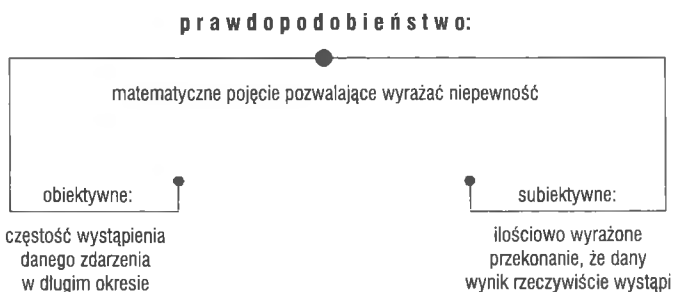 prawdopodobieństwo:
matematyczne pojęcie pozwalające wyrażać niepewność
obiektywne:
częstość wystąpienia
danego zdarzenia
w długim okresie
subiektywne:
ilościowo wyrażone
przekonanie, że dany
wynik rzeczywiście wystąpi